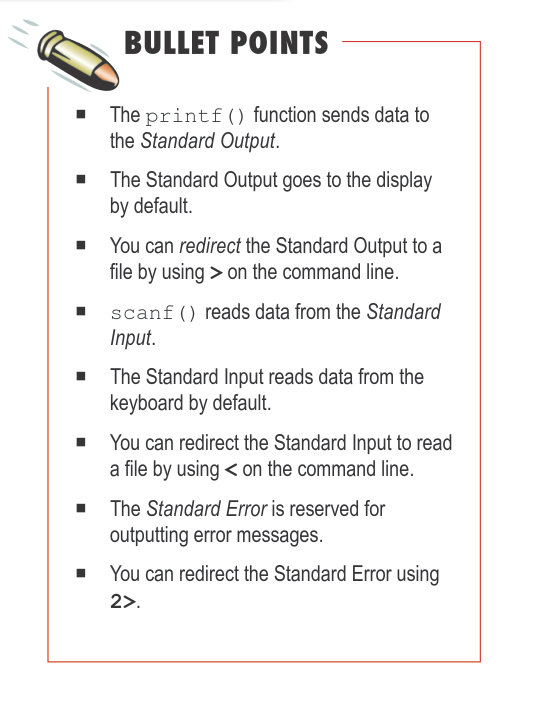 BULLET POINTS
■ The printf() function sends data to
the Standard Output.
■ The Standard Output goes to the display
by default.
■ You can redirect the Standard Output to a
file by using > on the command line.
■ scanf() reads data from the Standard
Input.
■ The Standard Input reads data from the
keyboard by default.
■ You can redirect the Standard Input to read
a file by using < on the command line.
■ The Standard Error is reserved for
outputting error messages.
■ You can redirect the Standard Error using
2>.